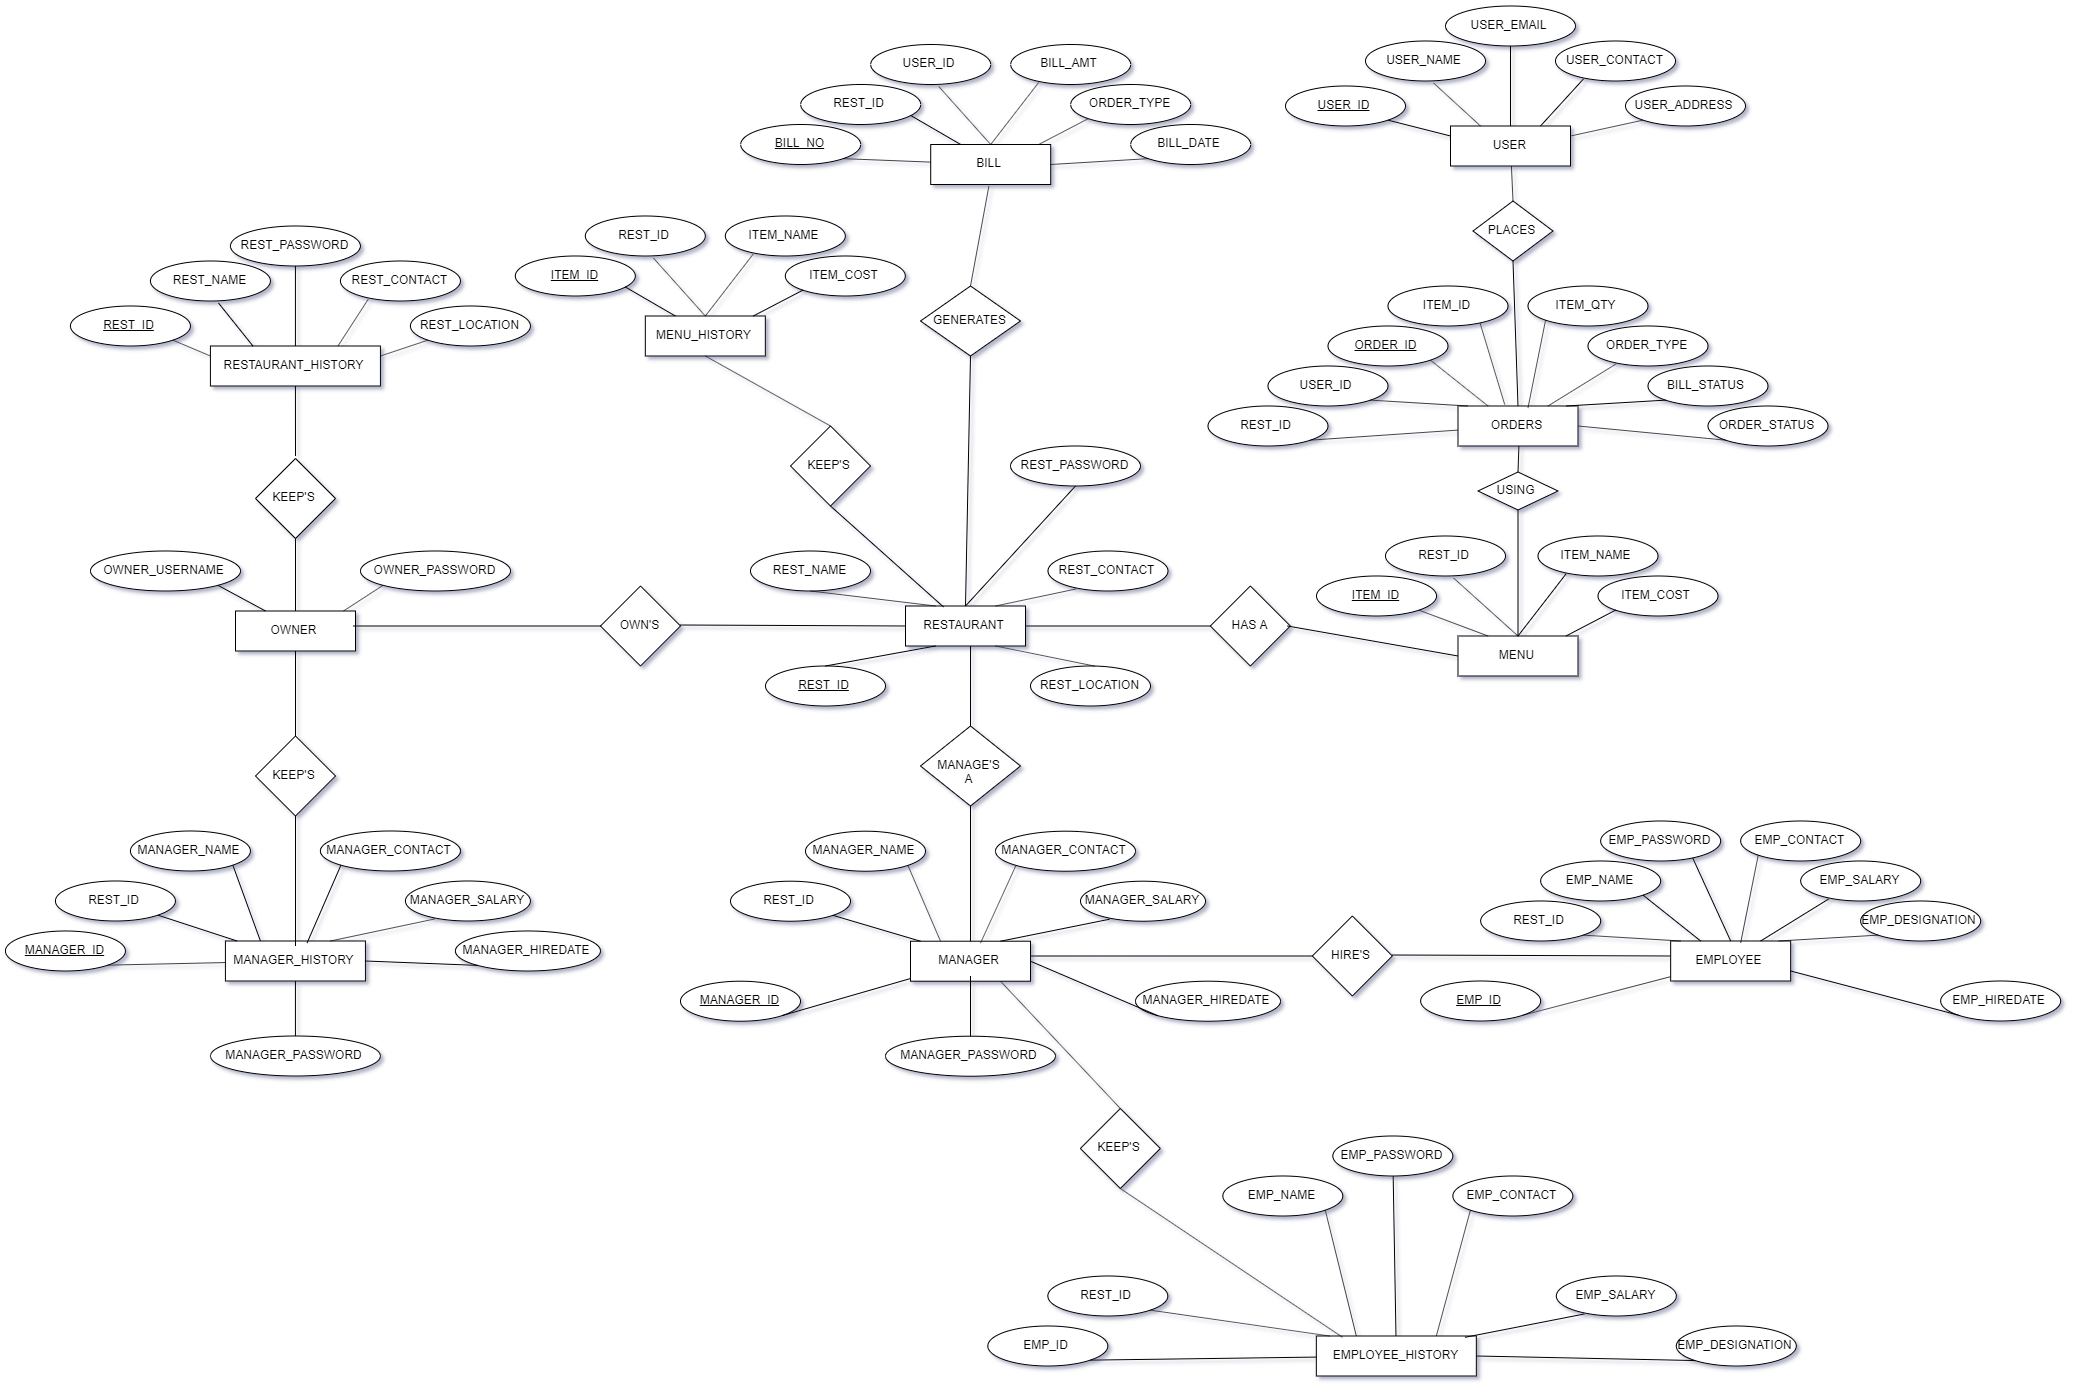 USER_EMAIL
USER_ID
BILL_AMT
USER_NAME
USER_CONTACT
REST_ID
ORDER_TYPE
USER_ID
USER_ADDRESS
BILL_NO
BILL
BILL_DATE
USER
REST_PASSWORD
REST_ID
ITEM_NAME
PLACES
REST_NAME
REST_CONTACT
ITEM_ID
ITEM_COST
ITEM_ID
ITEM_QTY
REST_ID
REST_LOCATION
MENU_HISTORY
GENERATES
ORDER_ID
ORDER_TYPE
RESTAURANT_HISTORY
USER_ID
BILL_STATUS
REST_ID
ORDERS
ORDER_STATUS
KEEP'S
KEEP'S
REST_PASSWORD
USING
OWNER_USERNAME
OWNER_PASSWORD
REST_NAME
REST_CONTACT
REST_ID
ITEM_NAME
ITEM_ID
ITEM_COST
OWNER
OWN'S
RESTAURANT
HAS A
MENU
REST_ID
REST_LOCATION
KEEP'S
MANAGE'S
A
MANAGER_NAME
MANAGER_CONTACT
MANAGER_NAME
MANAGER_CONTACT
EMP_PASSWORD
EMP_CONTACT
REST_ID
MANAGER_SALARY
REST_ID
MANAGER_SALARY
EMP_NAME
EMP_SALARY
MANAGER_ID
MANAGER_HISTORY
MANAGER_HIREDATE
MANAGER
HIRE'S
REST_ID
EMP_DESIGNATION
EMPLOYEE
MANAGER_ID
MANAGER_HIREDATE
EMP_ID
EMP_HIREDATE
MANAGER_PASSWORD
MANAGER_PASSWORD
KEEP'S
EMP_PASSWORD
EMP_NAME
EMP_CONTACT
REST_ID
EMP_SALARY
EMP_ID
EMPLOYEE_HISTORY
EMP_DESIGNATION